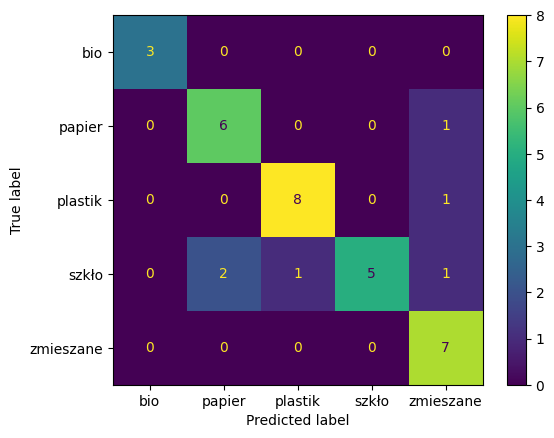 True label
bio 3 0 0 0 0
papier 0 6 0 0 1
plastik 0 0 8 0 1
szkło 0 2 1 5 1
zmieszane 0 0 0 0 7
bio papier plastik szkło zmieszane
Predicted label
8
7
6
5
4
3
2
1
0